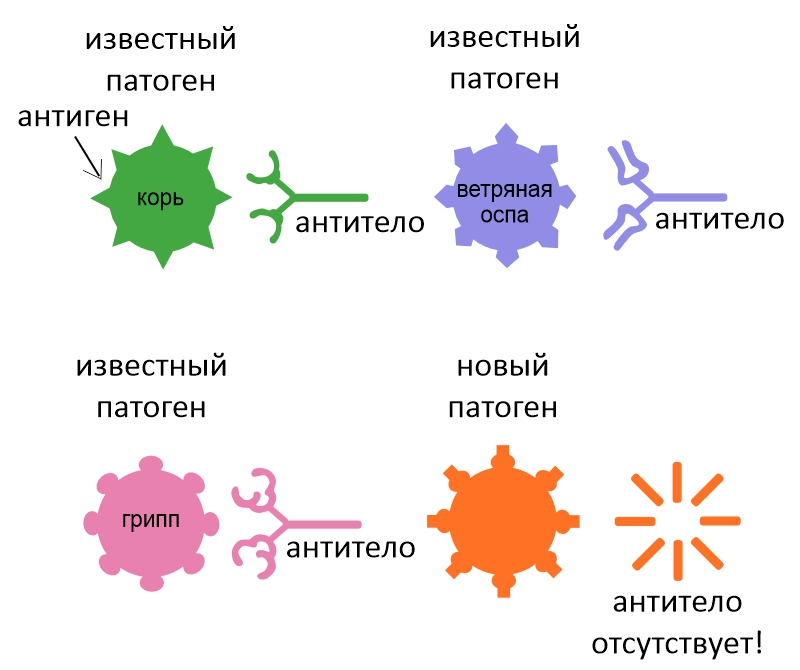 известный
патоген
антиген
корь
антитело
известный
патоген
ветряная
оспа
антитело
известный
патоген
грипп
антитело
новый
патоген
антитело
отсутствует!